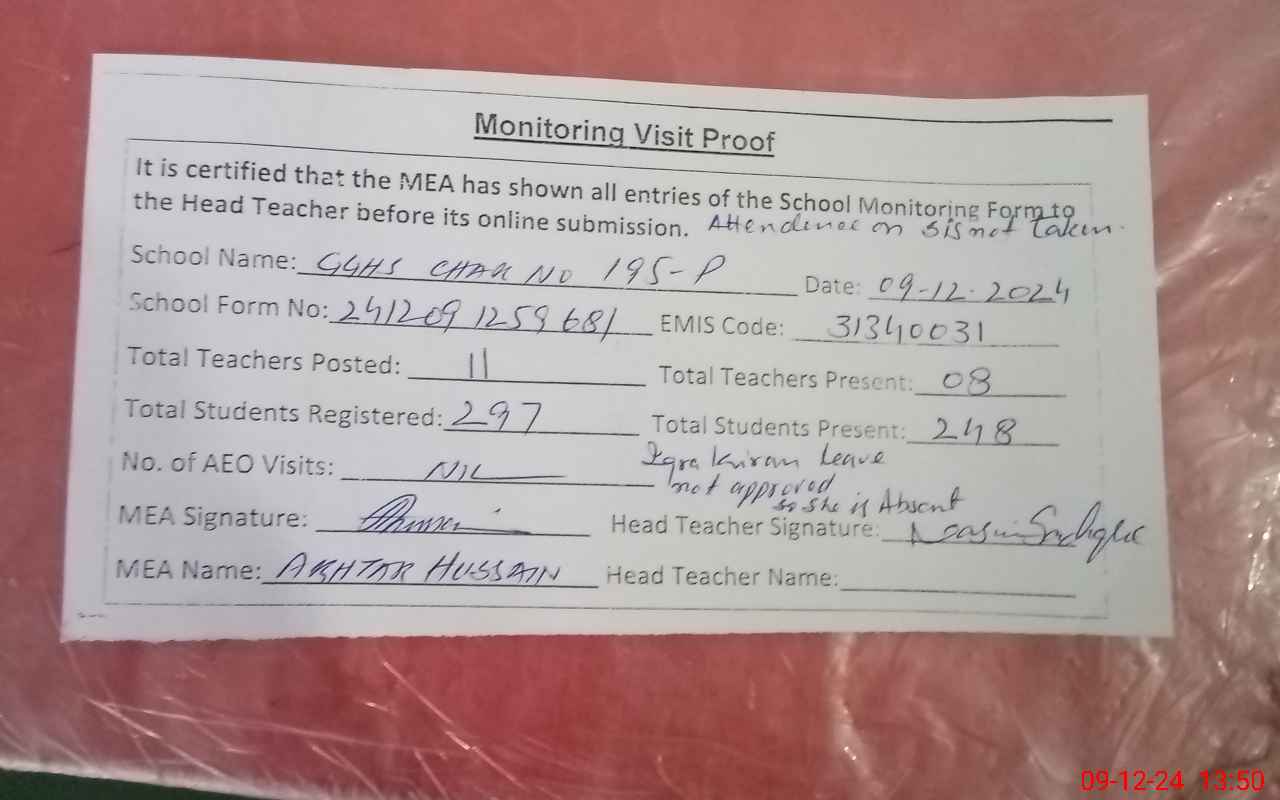 Monitoring Visit Proof
It is certified that the MEA has shown all entries of the School Monitoring Form to
the Head Teacher before its online submission. Attendence on sis not taken.
School Name: GGHS CHAK NO 195-P Date: 09-12-2024
School Form No: 241209 1259681 EMIS Code: 31340031
Total Teachers Posted: 11 Total Teachers Present: 08
Total Students Registered: 297 Total Students Present: 248
No. of AEO Visits: NIL Iqra Kiran leave
not approved
so she is Absent
MEA Signature: Head Teacher Signature:
MEA Name: AKHTAR HUSSAIN Head Teacher Name:
09-12-24 13:50